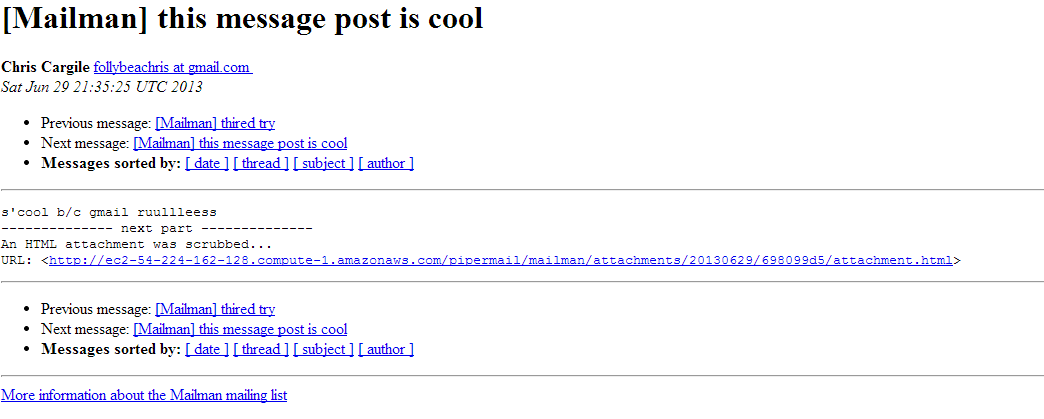 [Mailman] this message post is cool
Chris Cargile follybeachris at gmail.com
Sat Jun 29 21:35:25 UTC 2013
Previous message: [Mailman] thired try
Next message: [Mailman] this message post is cool
Messages sorted by: [ date ] [ thread ] [ subject ] [ author ]
s'cool b/c gmail ruullleess
-------------- next part --------------
An HTML attachment was scrubbed...
URL: <http://ec2-54-224-162-128.compute-1.amazonaws.com/pipermail/mailman/attachments/20130629/698099d5/attachment.html>
Previous message: [Mailman] thired try
Next message: [Mailman] this message post is cool
Messages sorted by: [ date ] [ thread ] [ subject ] [ author ]
More information about the Mailman mailing list